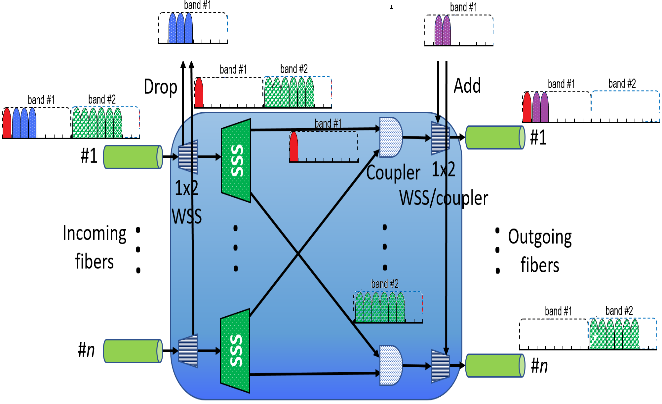 band #1
band #1
band #1 band #2
Drop
Add
band #1 band #2
band #1 band #2
band #1
#1
1x2
WSS
SSS
Coupler
1x2
WSS/coupler
#1
Incoming
fibers
Outgoing
fibers
band #2
band #1 band #2
#n
SSS
#n